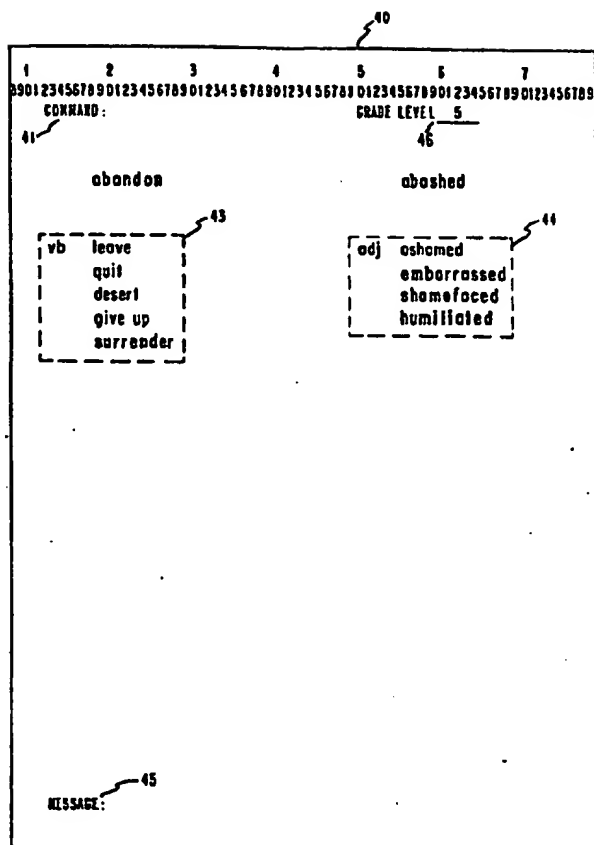 40
1 2 3 4 5 6 7
8901234567890123456789012345678901234567890123456789012345678901234567890123456789
COMMAND: GRADE LEVEL 5
41 46
abandon abashed
43 44
vb leave adj ashamed
quit embarrassed
desert shamefaced
give up humiliated
surrender
45
MESSAGE: